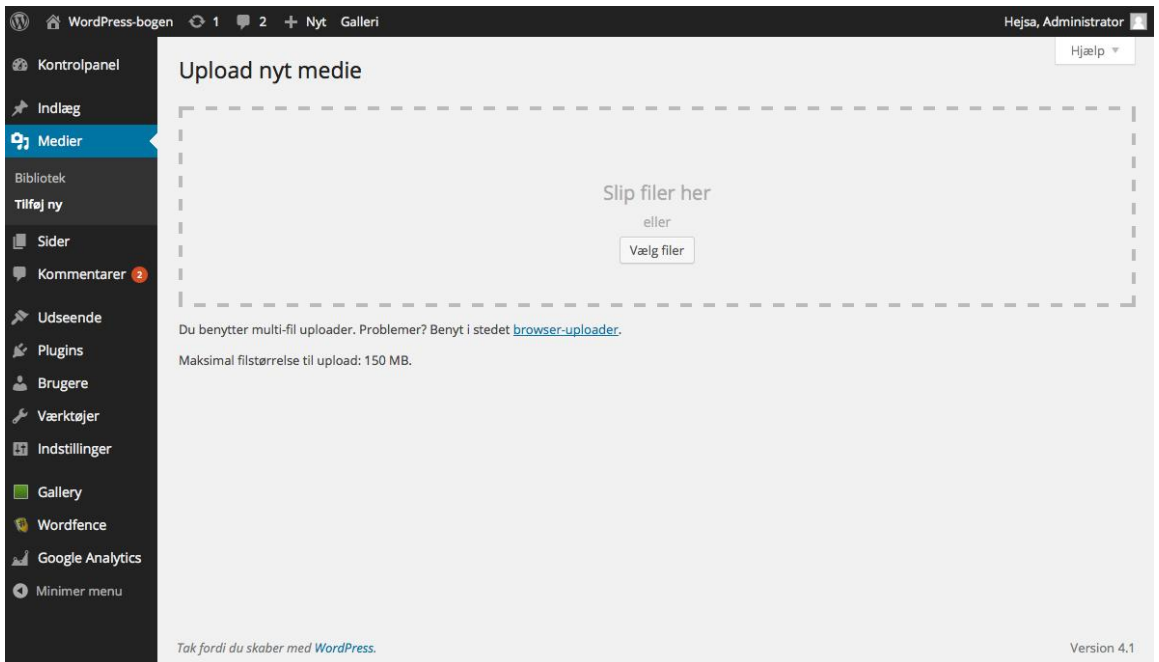 WordPress-bogen 1 2 + Nyt Galleri Hejsa, Administrator
Hjælp
Kontrolpanel
Indlæg
Medier
Bibliotek
Tilføj ny
Sider
Kommentarer 2
Udseende
Plugins
Brugere
Værktøjer
Indstillinger
Gallery
Wordfence
Google Analytics
Minimer menu
Upload nyt medie
Slip filer her
eller
Vælg filer
Du benytter multi-fil uploader. Problemer? Benyt i stedet browser-uploader.
Maksimal filstørrelse til upload: 150 MB.
Tak fordi du skaber med WordPress. Version 4.1